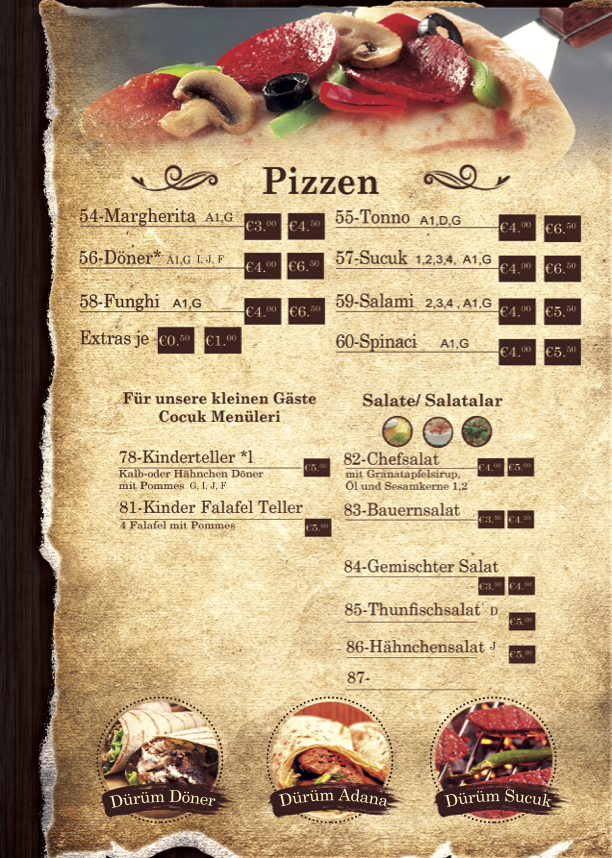 Pizzen
54-Margherita A1,G €3.00 €4.50
55-Tonno A1,D,G €4.00 €6.50
56-Döner* A1,G I, J, F €4.00 €6.50
57-Sucuk 1,2,3,4, A1,G €4.00 €6.50
58-Funghi A1,G €4.00 €6.50
59-Salami 2,3,4 , A1,G €4.00 €5.50
Extras je €0.50 €1.00
60-Spinaci A1,G €4.00 €5.50
Für unsere kleinen Gäste
Cocuk Menüleri
78-Kinderteller *1 €5.00
Kalb-oder Hähnchen Döner
mit Pommes G, I, J, F
81-Kinder Falafel Teller
4 Falafel mit Pommes €5.00
Salate/ Salatalar
82-Chefsalat €4.00 €5.00
mit Granatapfelsirup,
Öl und Sesamkerne 1,2
83-Bauernsalat €3.50 €4.50
84-Gemischter Salat
€3.50 €4.50
85-Thunfischsalat D €5.00
86-Hähnchensalat J €5.00
87-
Dürüm Döner
Dürüm Adana
Dürüm Sucuk